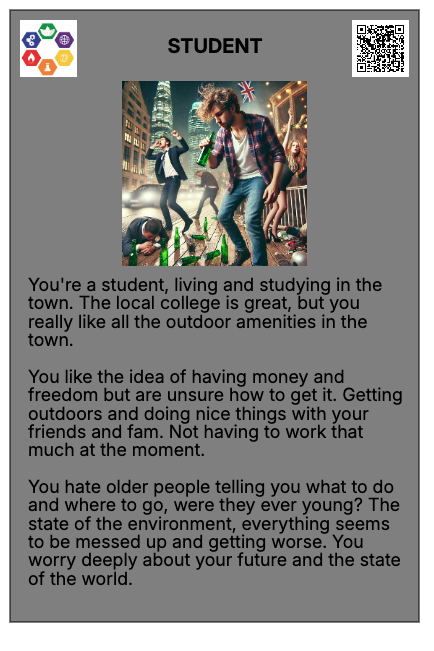 STUDENT
You're a student, living and studying in the
town. The local college is great, but you
really like all the outdoor amenities in the
town.
You like the idea of having money and
freedom but are unsure how to get it. Getting
outdoors and doing nice things with your
friends and fam. Not having to work that
much at the moment.
You hate older people telling you what to do
and where to go, were they ever young? The
state of the environment, everything seems
to be messed up and getting worse. You
worry deeply about your future and the state
of the world.